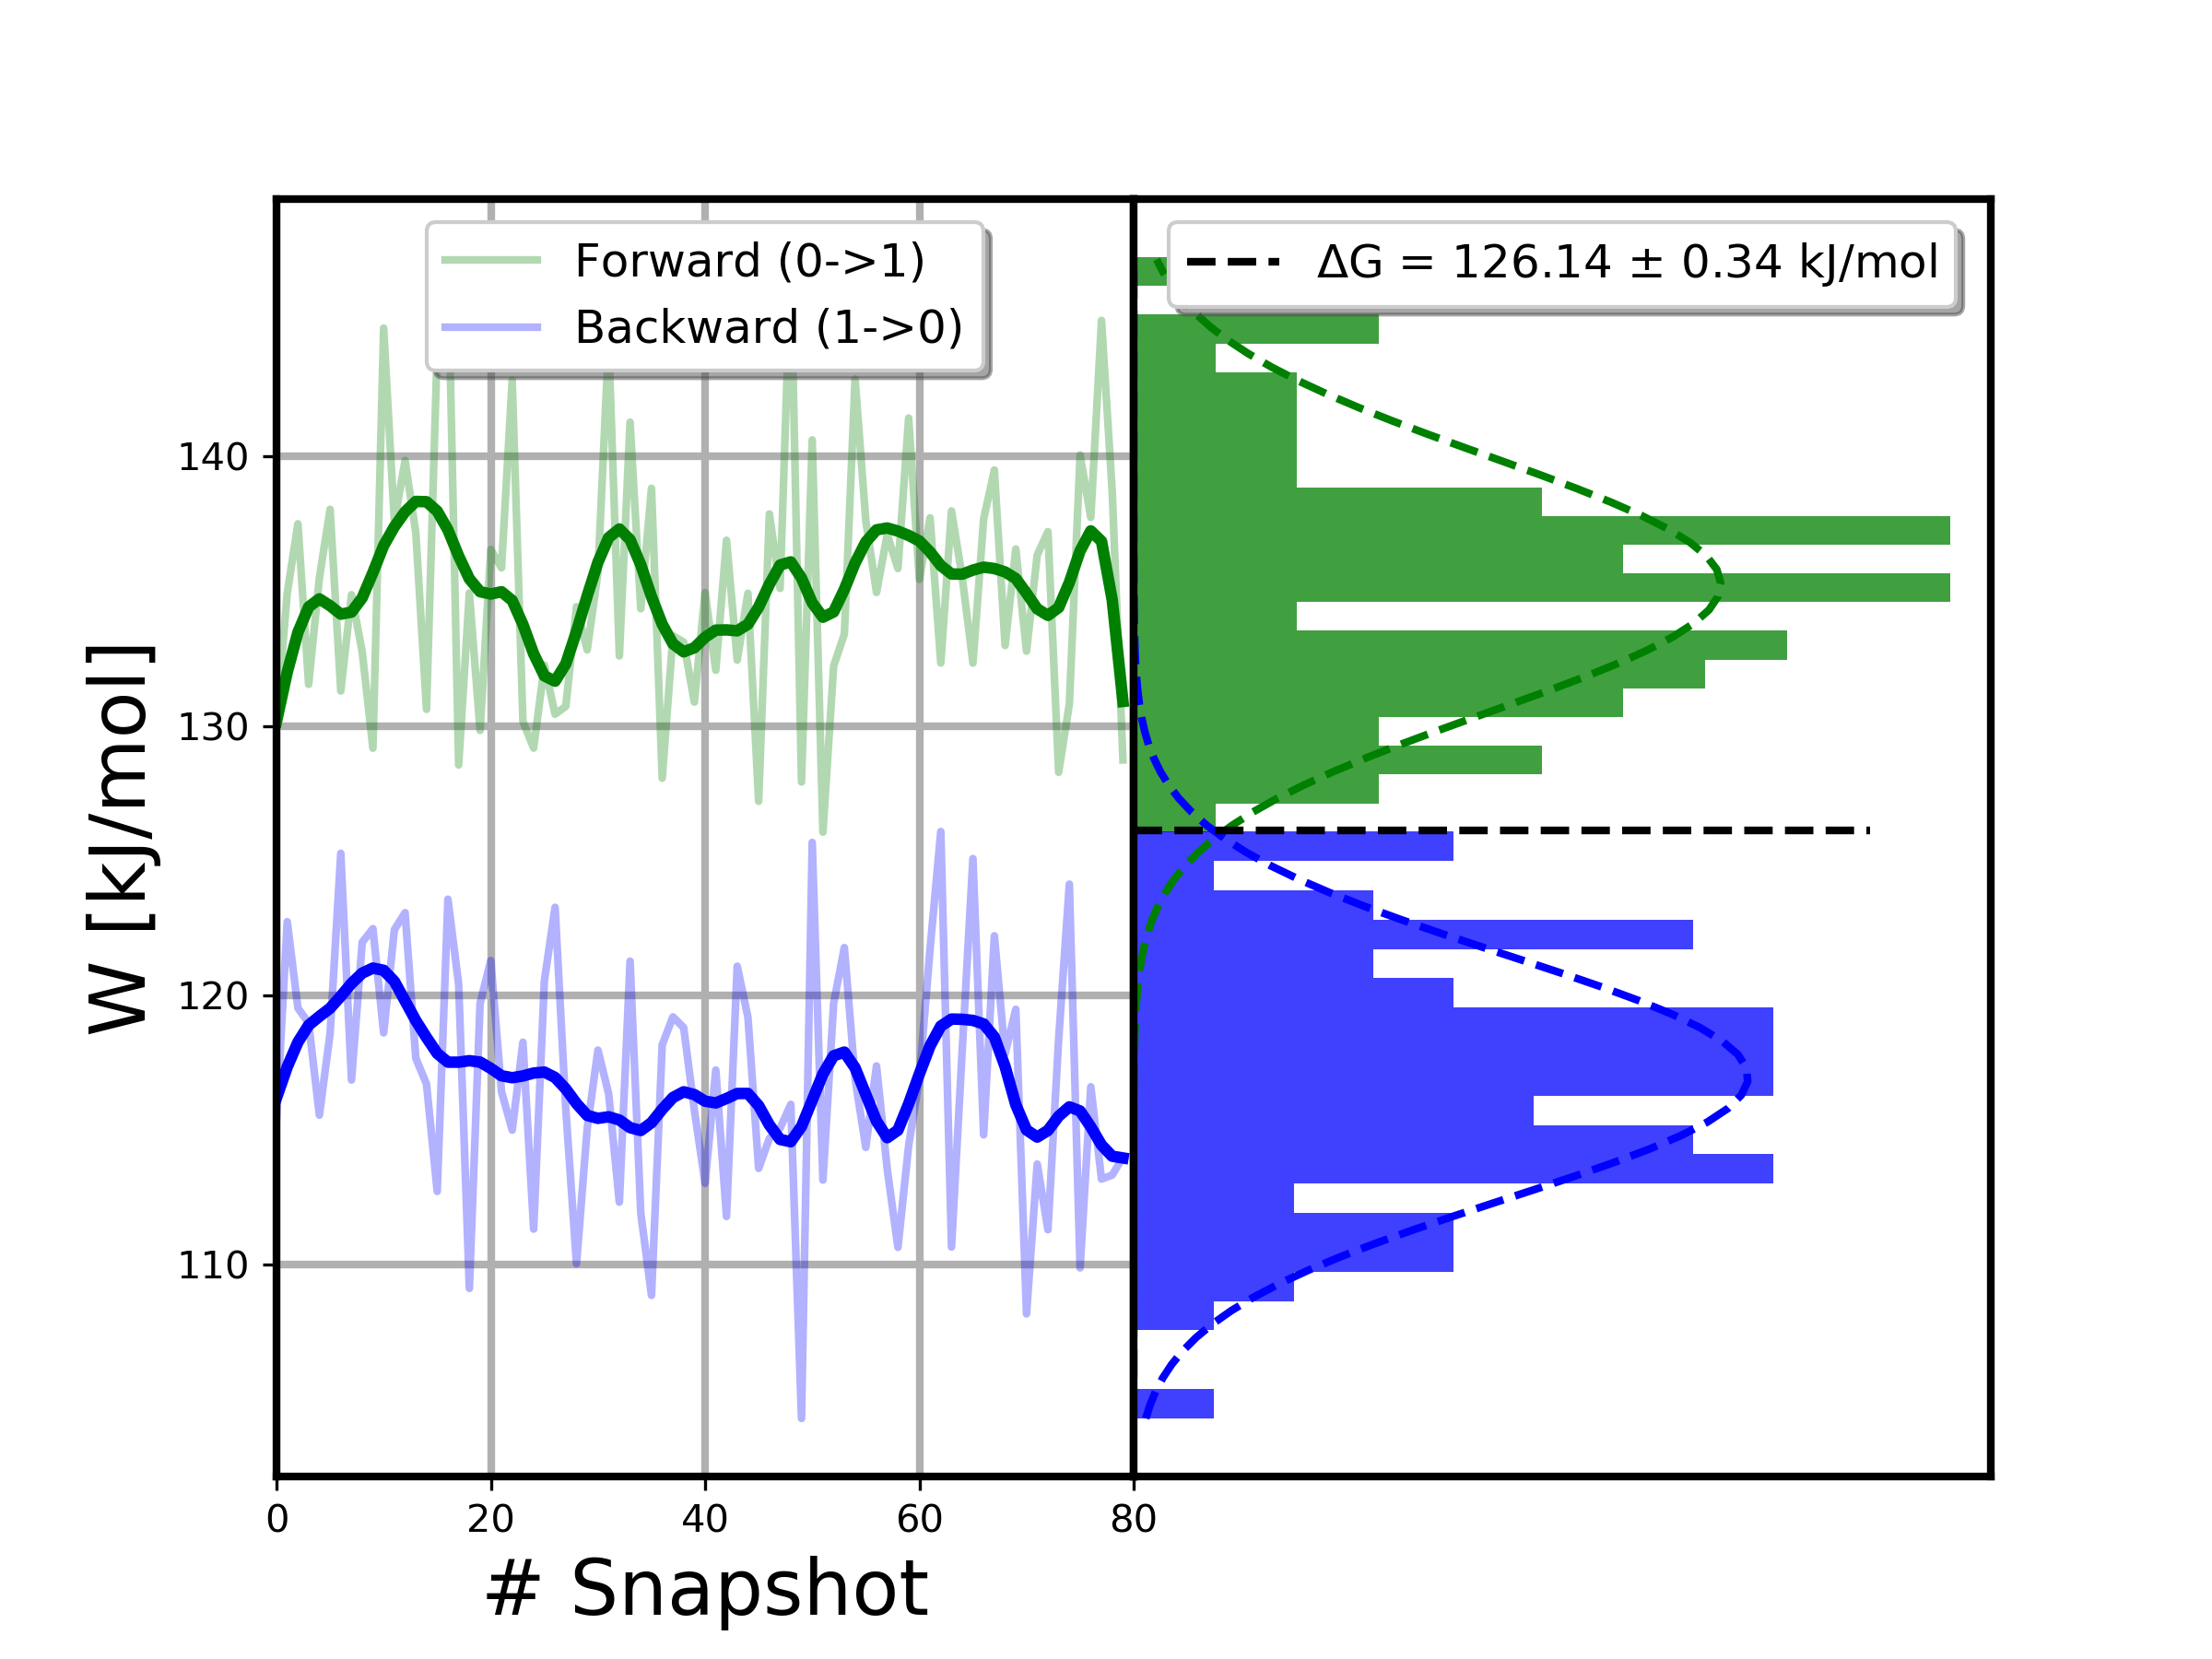 Forward (0->1)
Backward (1->0)
ΔG = 126.14 ± 0.34 kJ/mol
W [kJ/mol]
140
130
120
110
0 20 40 60 80
# Snapshot